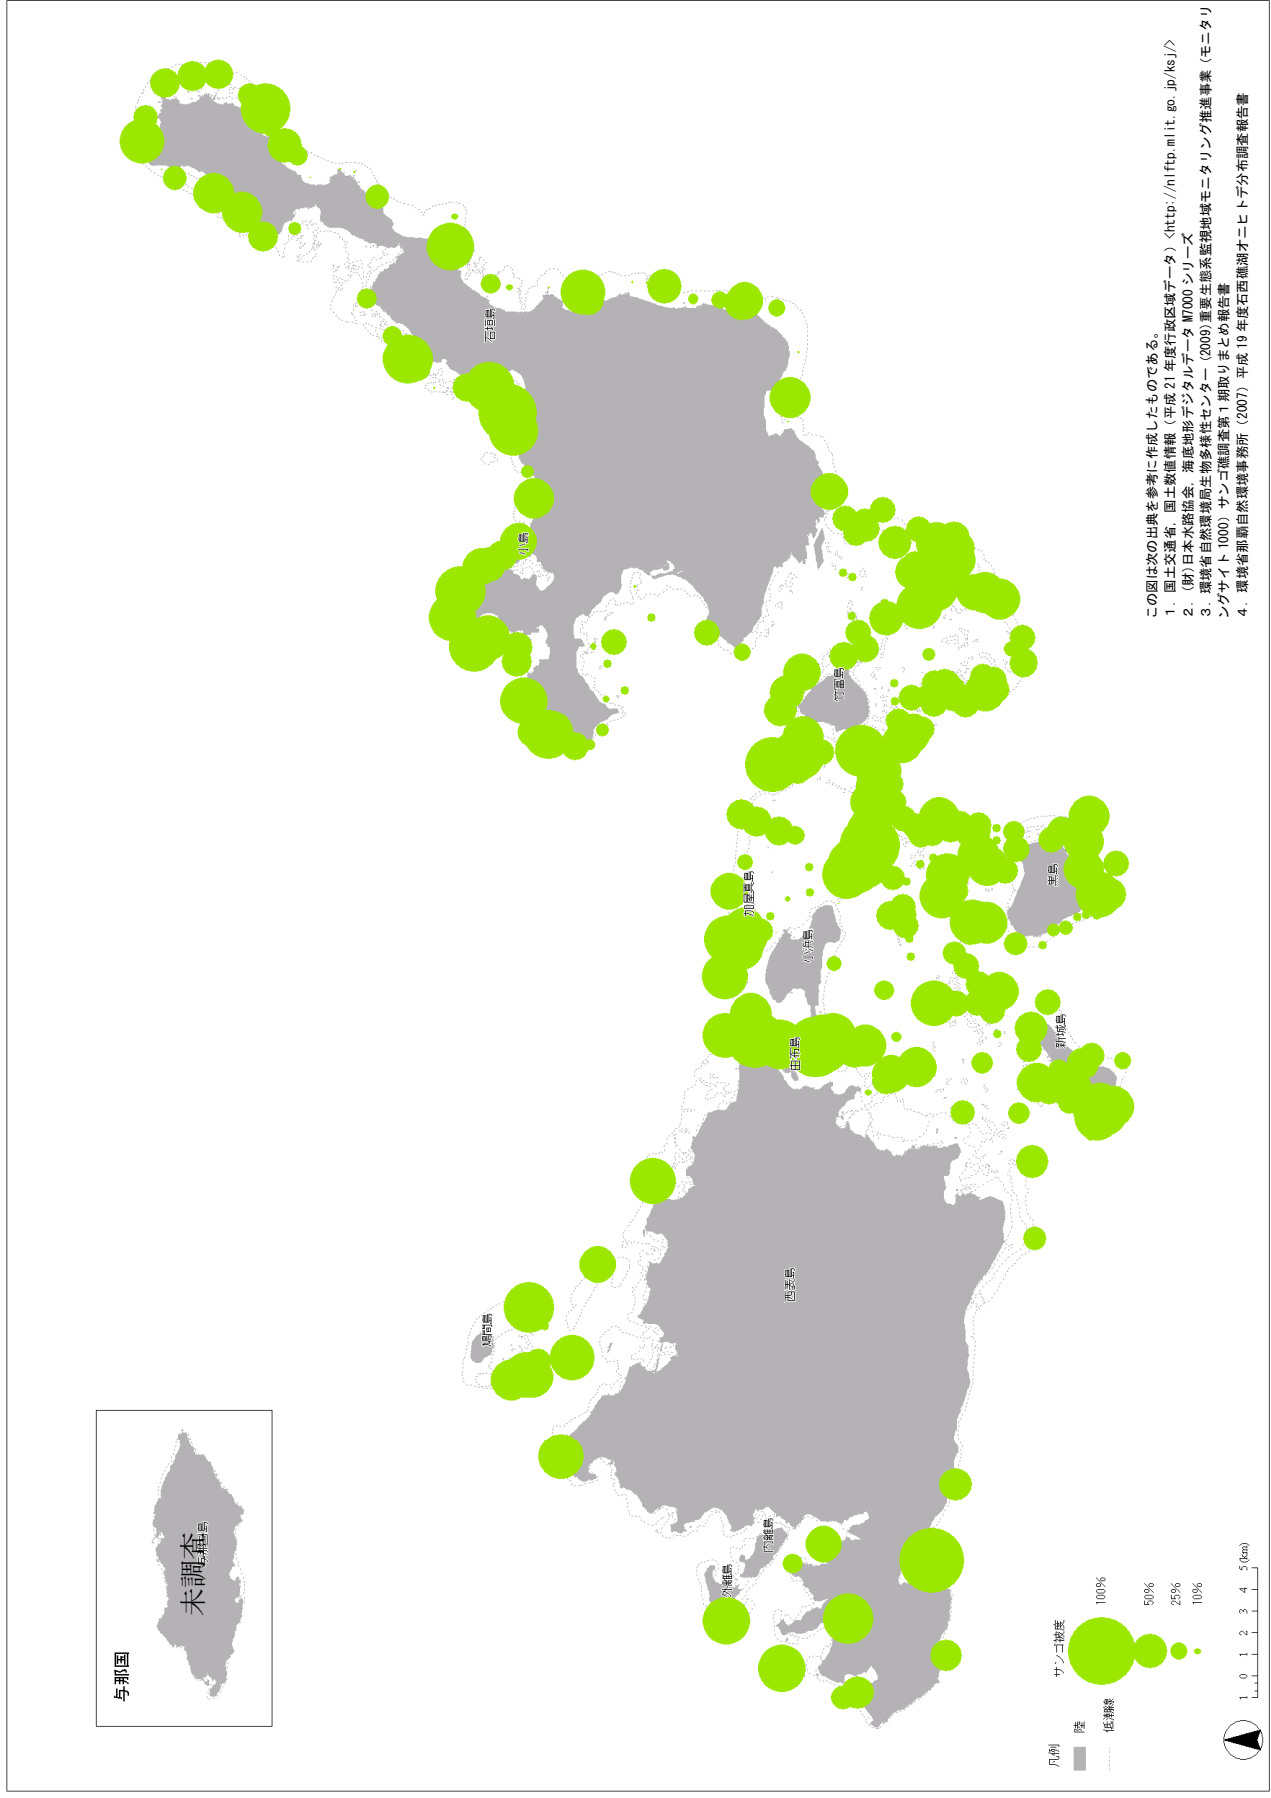 与那国
与那国島
未調査
石垣島
小島
竹富島
加屋真島
小浜島
黒島
由布島
新城島
西表島
鳩間島
内離島
外離島
この図は次の出典を参考に作成したものである。
1. 国土交通省, 国土数値情報（平成21年度行政区域データ）<http://nlftp.mlit.go.jp/ksj/>
2. (財)日本水路協会, 海底地形デジタルデータ M7000シリーズ
3. 環境省自然環境局生物多様性センター (2009) 重要生態系監視地域モニタリング推進事業（モニタリ
ングサイト1000）サンゴ礁調査第1期取りまとめ報告書
4. 環境省那覇自然環境事務所 (2007) 平成19年度石西礁湖オニヒトデ分布調査報告書
凡例
陸
低潮線
サンゴ被度
100%
50%
25%
10%
1 0 1 2 3 4 5(km)